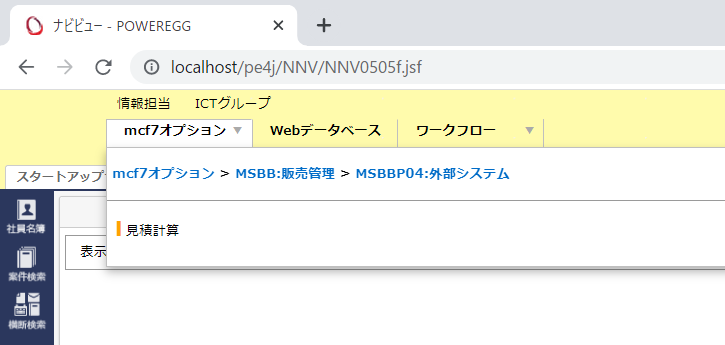 ナビビュー - POWEREGG
localhost/pe4j/NNV/NNV0505f.jsf
情報担当 ICTグループ
mcf7オプション Webデータベース ワークフロー
スタートアップ
mcf7オプション > MSBB:販売管理 > MSBBP04:外部システム
見積計算
表示
社員名簿
案件検索
横断検索